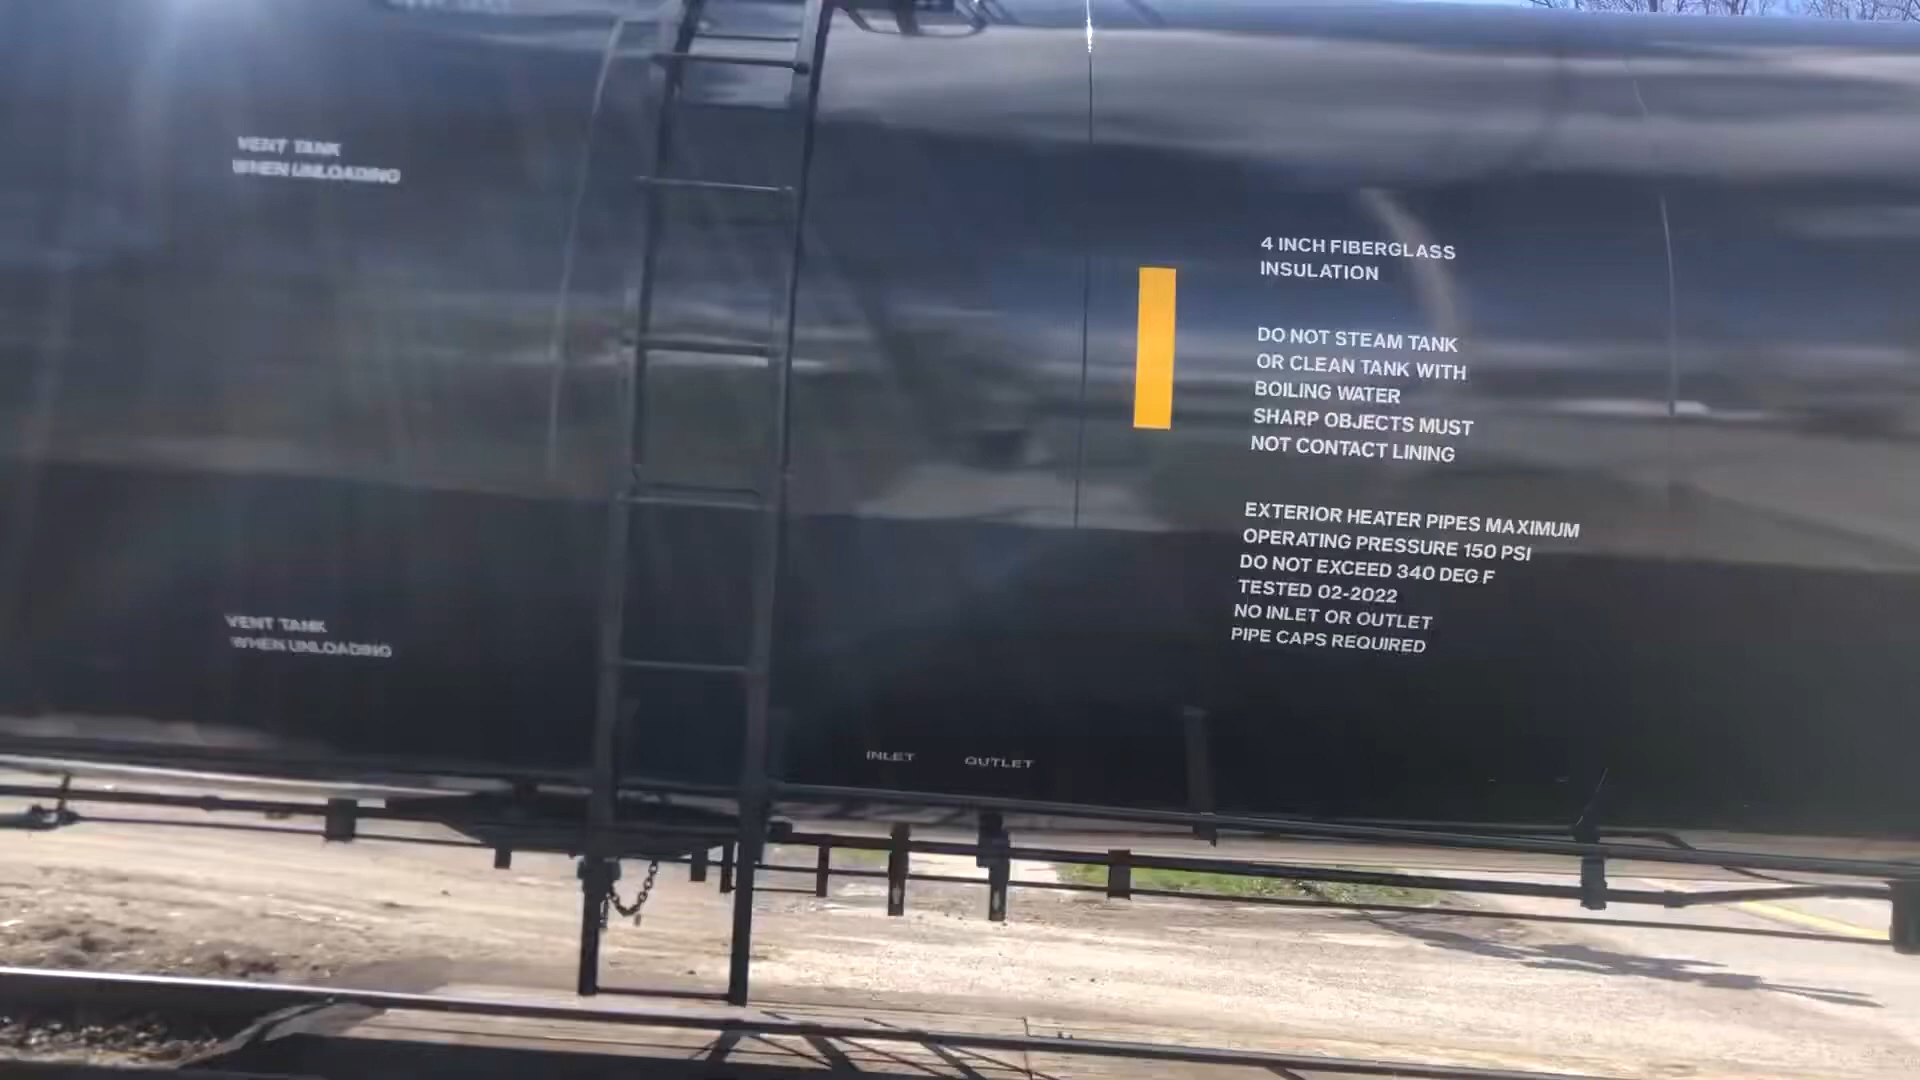 VENT TANK
WHEN UNLOADING
4 INCH FIBERGLASS
INSULATION
DO NOT STEAM TANK
OR CLEAN TANK WITH
BOILING WATER
SHARP OBJECTS MUST
NOT CONTACT LINING
EXTERIOR HEATER PIPES MAXIMUM
OPERATING PRESSURE 150 PSI
DO NOT EXCEED 340 DEG F
TESTED 02-2022
NO INLET OR OUTLET
PIPE CAPS REQUIRED
VENT TANK
WHEN UNLOADING
INLET
OUTLET